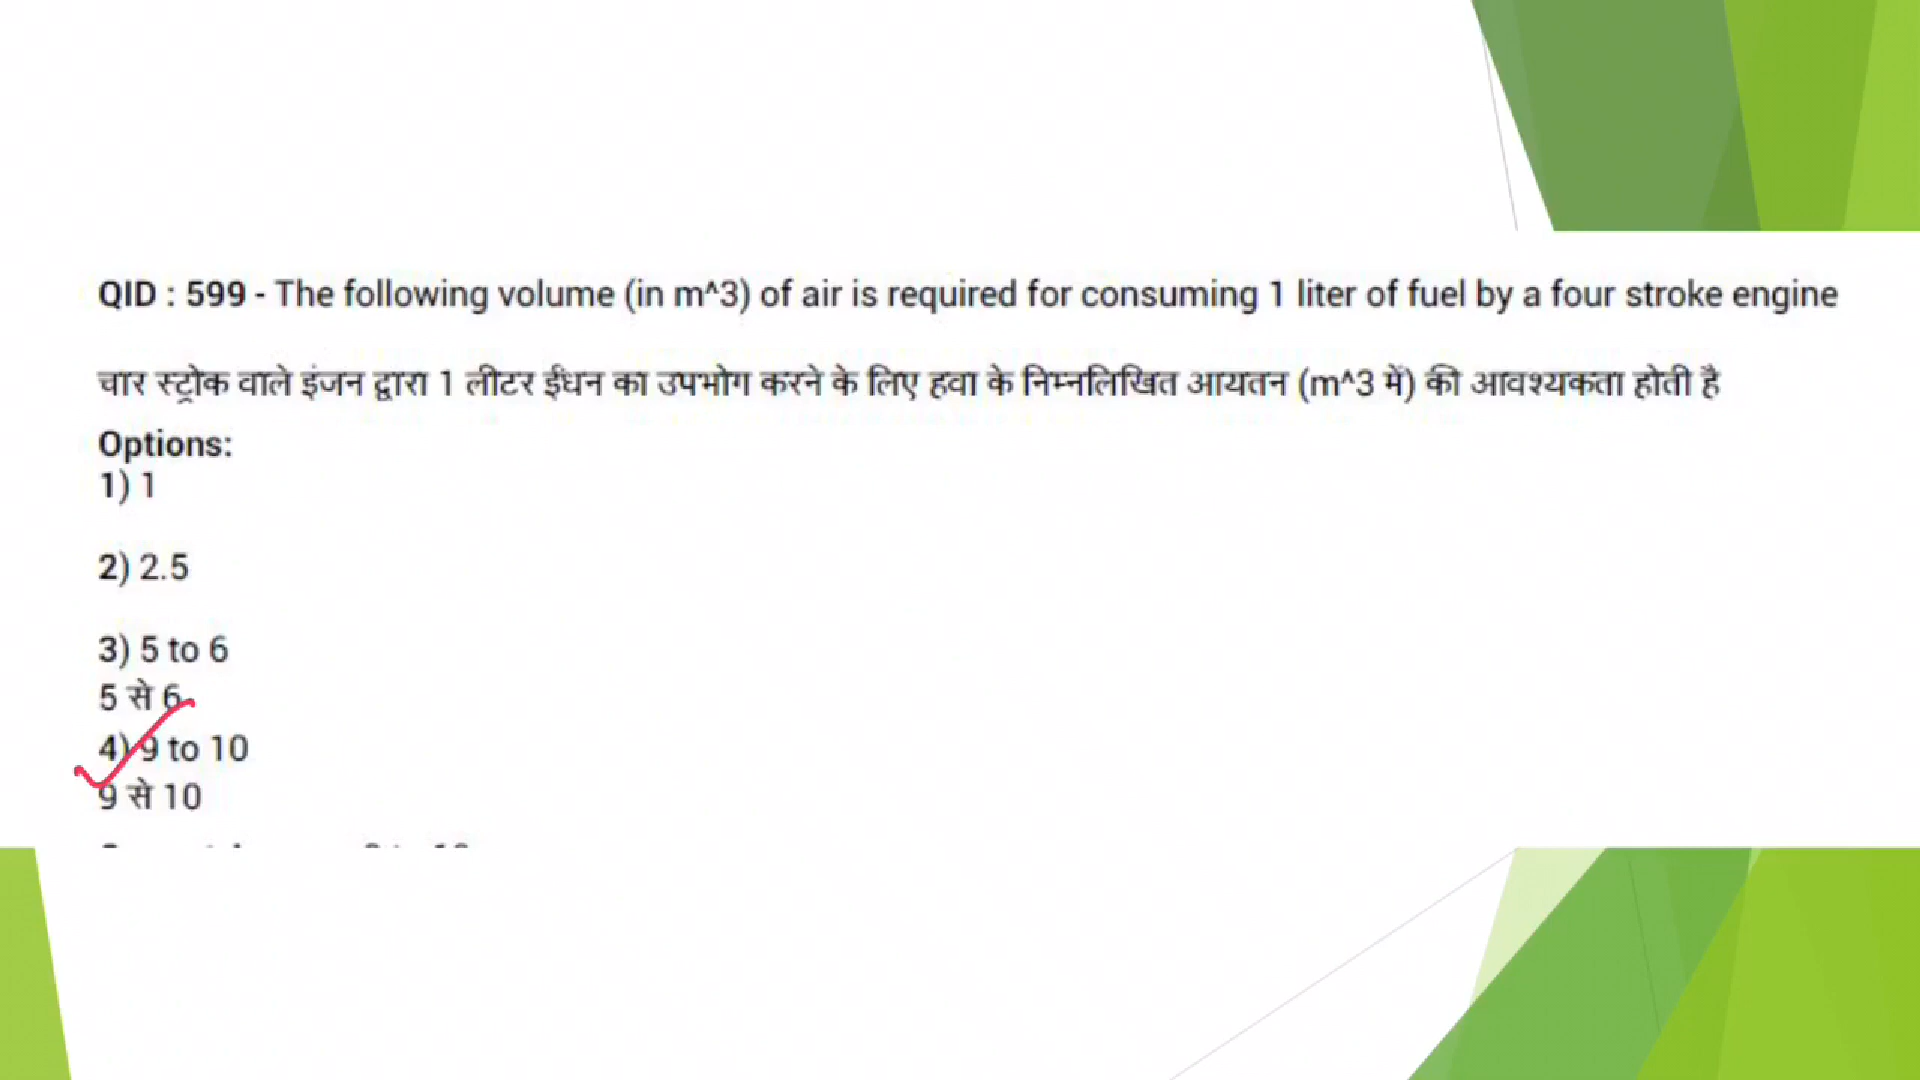 QID : 599 - The following volume (in m^3) of air is required for consuming 1 liter of fuel by a four stroke engine
चार स्ट्रोक वाले इंजन द्वारा 1 लीटर ईंधन का उपभोग करने के लिए हवा के निम्नलिखित आयतन (m^3 में) की आवश्यकता होती है
Options:
1) 1
2) 2.5
3) 5 to 6
5 से 6
4) 9 to 10
9 से 10